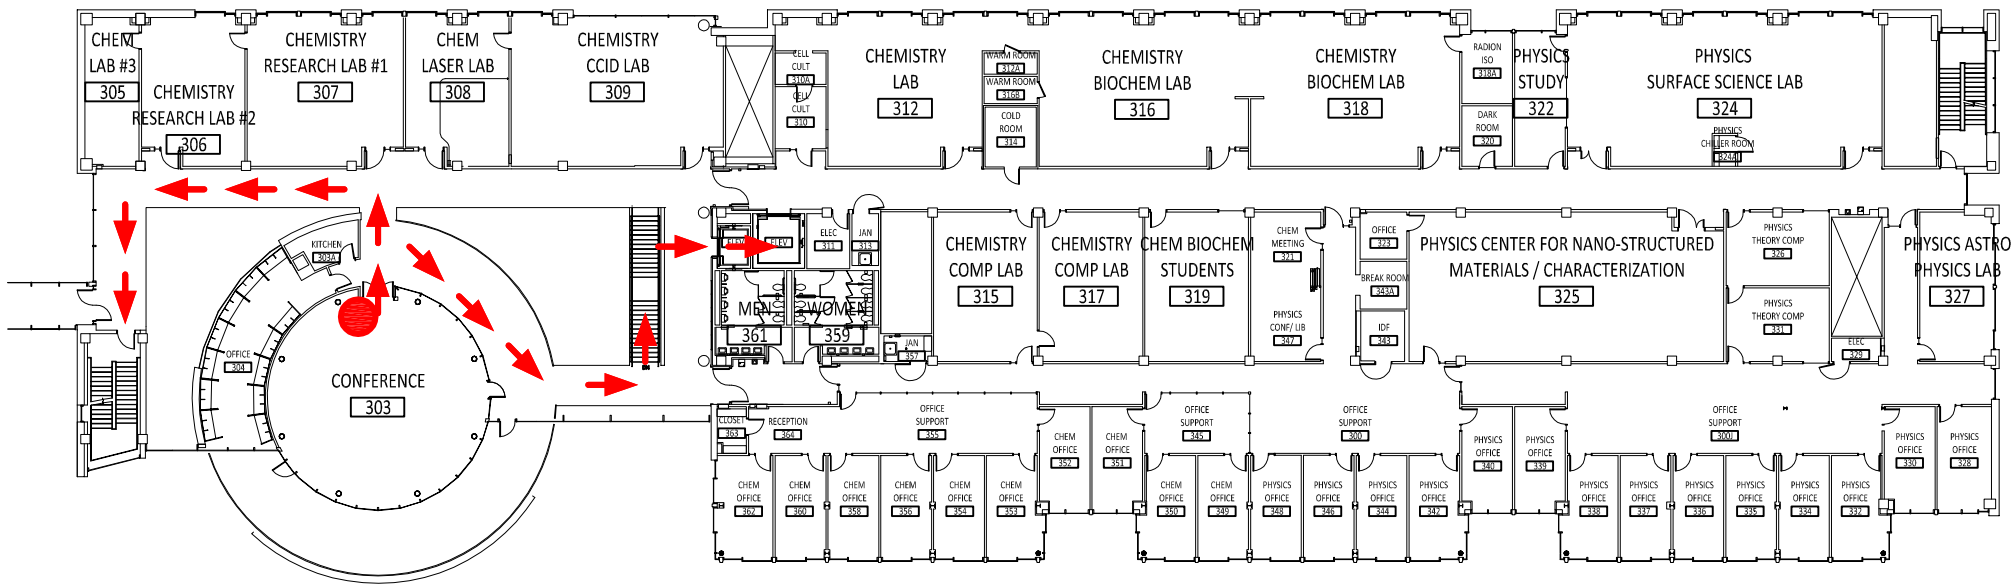 CHEM
LAB #3
305
CHEMISTRY
RESEARCH LAB #2
306
CHEMISTRY
RESEARCH LAB #1
307
CHEM
LASER LAB
308
CHEMISTRY
CCID LAB
309
CELL
CULT
310A
CELL
CULT
310
CHEMISTRY
LAB
312
WARM ROOM
312A
WARM ROOM
316B
COLD
ROOM
314
CHEMISTRY
BIOCHEM LAB
316
CHEMISTRY
BIOCHEM LAB
318
RADION
ISO
318A
DARK
ROOM
320
PHYSICS
STUDY
322
PHYSICS
SURFACE SCIENCE LAB
324
PHYSICS
CHILLER ROOM
324A
KITCHEN
303A
OFFICE
304
CONFERENCE
303
ELEV
ELEV
ELEC
311
JAN
313
MEN
361
WOMEN
359
JAN
357
CHEMISTRY
COMP LAB
315
CHEMISTRY
COMP LAB
317
CHEM BIOCHEM
STUDENTS
319
CHEM
MEETING
321
PHYSICS
CONF/ LIB
347
OFFICE
323
BREAK ROOM
343A
IDF
343
PHYSICS CENTER FOR NANO-STRUCTURED
MATERIALS / CHARACTERIZATION
325
PHYSICS
THEORY COMP
326
PHYSICS
THEORY COMP
331
ELEC
329
PHYSICS ASTRO
PHYSICS LAB
327
CLOSET
363
RECEPTION
364
OFFICE
SUPPORT
355
CHEM
OFFICE
352
CHEM
OFFICE
351
OFFICE
SUPPORT
345
OFFICE
SUPPORT
300
PHYSICS
OFFICE
340
PHYSICS
OFFICE
339
OFFICE
SUPPORT
300J
PHYSICS
OFFICE
330
PHYSICS
OFFICE
328
CHEM
OFFICE
362
CHEM
OFFICE
360
CHEM
OFFICE
358
CHEM
OFFICE
356
CHEM
OFFICE
354
CHEM
OFFICE
353
CHEM
OFFICE
350
CHEM
OFFICE
349
PHYSICS
OFFICE
348
PHYSICS
OFFICE
346
PHYSICS
OFFICE
344
PHYSICS
OFFICE
342
PHYSICS
OFFICE
338
PHYSICS
OFFICE
337
PHYSICS
OFFICE
336
PHYSICS
OFFICE
335
PHYSICS
OFFICE
334
PHYSICS
OFFICE
332